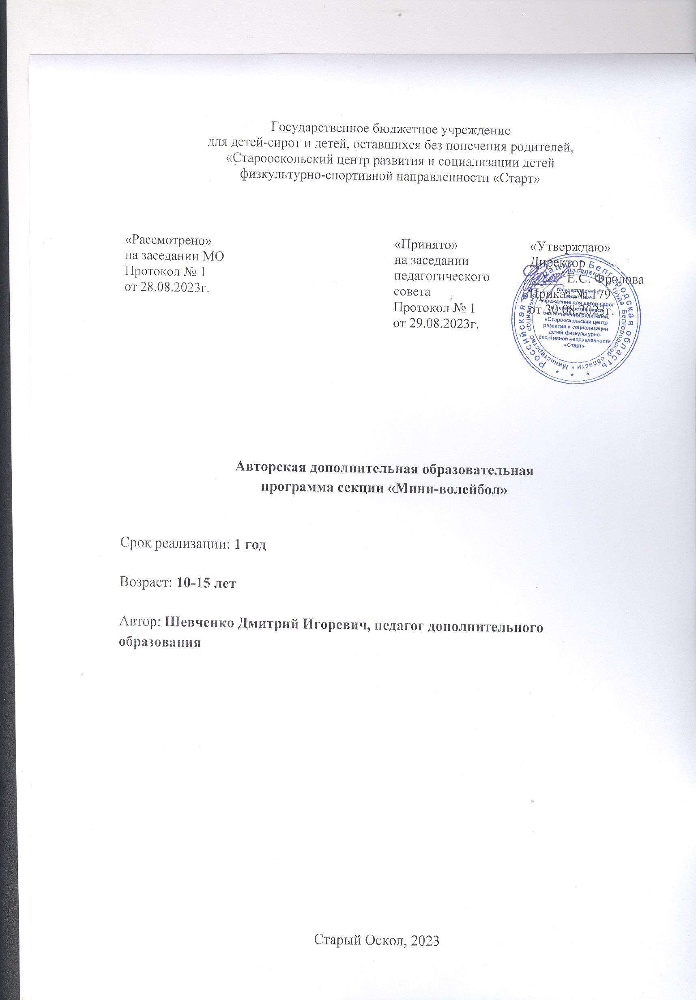 Государственное бюджетное учреждение
для детей-сирот и детей, оставшихся без попечения родителей,
«Старооскольский центр развития и социализации детей
физкультурно-спортивной направленности «Старт»
«Рассмотрено»
на заседании МО
Протокол № 1
от 28.08.2023г.
«Принято»
на заседании
педагогического
совета
Протокол № 1
от 29.08.2023г.
«Утверждаю»
Директор
Е.С. Фролова
Приказ № 179
от 30.08.2023г.
Российская Федерация * Белгородская область
Министерство социальной защиты населения и труда Белгородской области
государственное
бюджетное
учреждение для детей-сирот
и детей, оставшихся
без попечения родителей,
«Старооскольский центр
развития и социализации
детей физкультурно-
спортивной направленности
«Старт»
Авторская дополнительная образовательная
программа секции «Мини-волейбол»
Срок реализации: 1 год
Возраст: 10-15 лет
Автор: Шевченко Дмитрий Игоревич, педагог дополнительного
образования
Старый Оскол, 2023